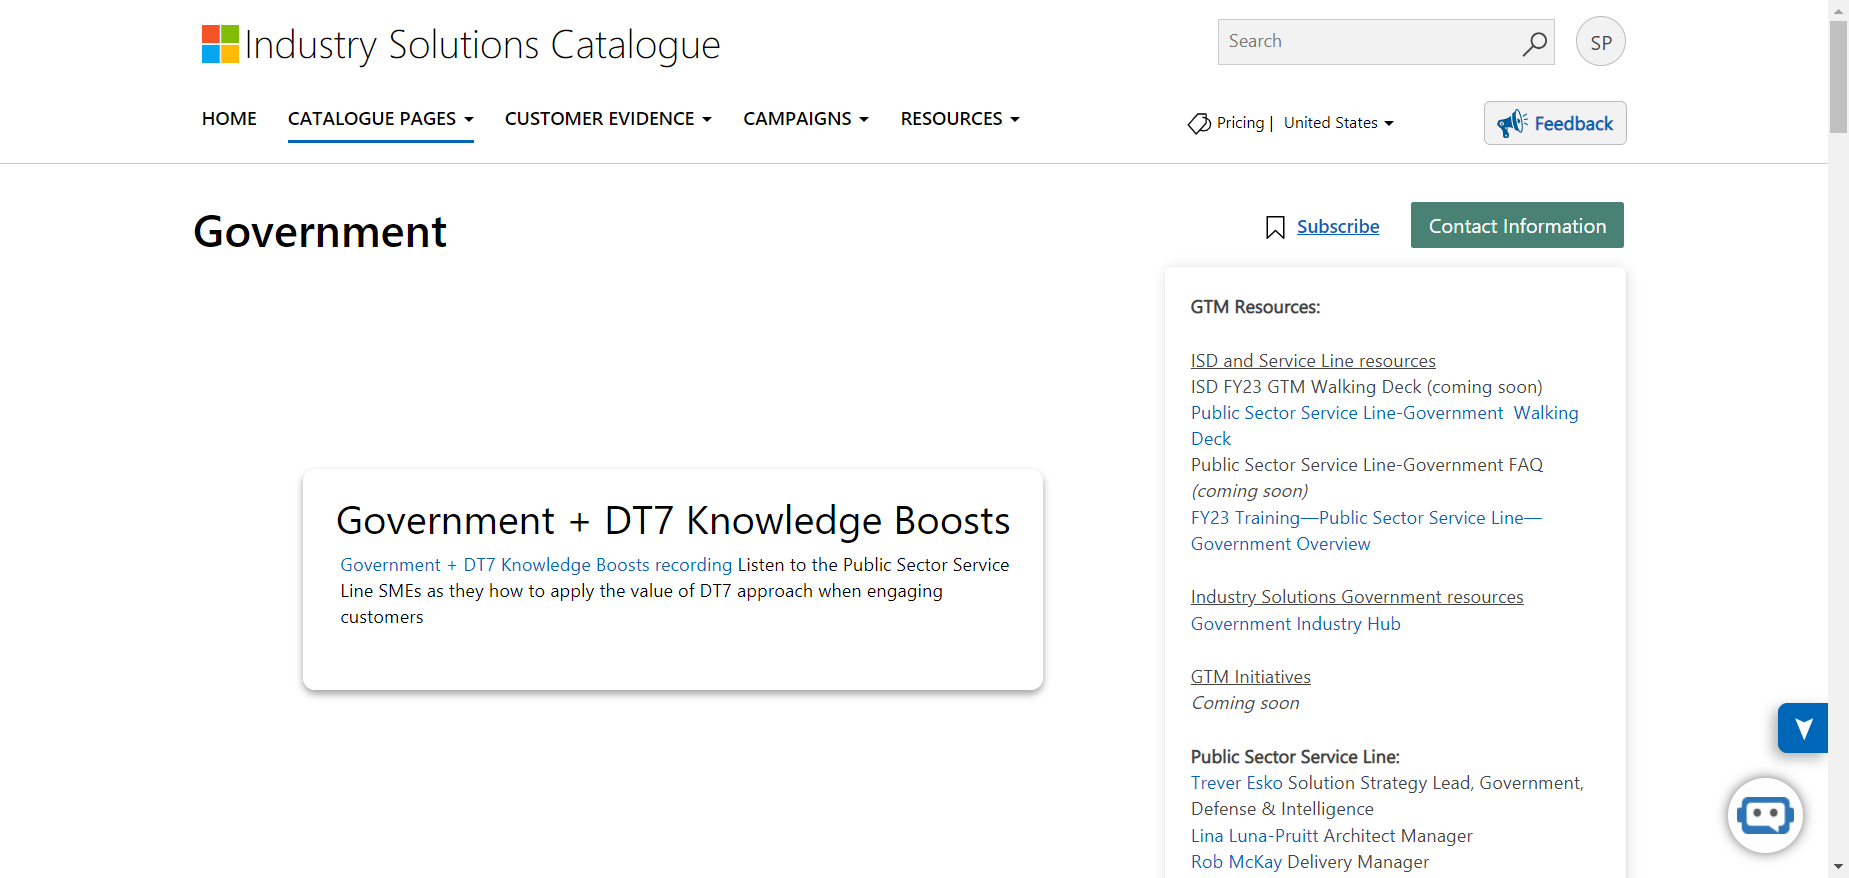 Industry Solutions Catalogue
Search
SP
HOME
CATALOGUE PAGES
CUSTOMER EVIDENCE
CAMPAIGNS
RESOURCES
Pricing |
United States
Feedback
Government
Subscribe
Contact Information
Government + DT7 Knowledge Boosts
Government + DT7 Knowledge Boosts recording Listen to the Public Sector Service
Line SMEs as they how to apply the value of DT7 approach when engaging
customers
GTM Resources:
ISD and Service Line resources
ISD FY23 GTM Walking Deck (coming soon)
Public Sector Service Line-Government  Walking
Deck
Public Sector Service Line-Government FAQ
(coming soon)
FY23 Training—Public Sector Service Line—
Government Overview
Industry Solutions Government resources
Government Industry Hub
GTM Initiatives
Coming soon
Public Sector Service Line:
Trever Esko Solution Strategy Lead, Government,
Defense & Intelligence
Lina Luna-Pruitt Architect Manager
Rob McKay Delivery Manager